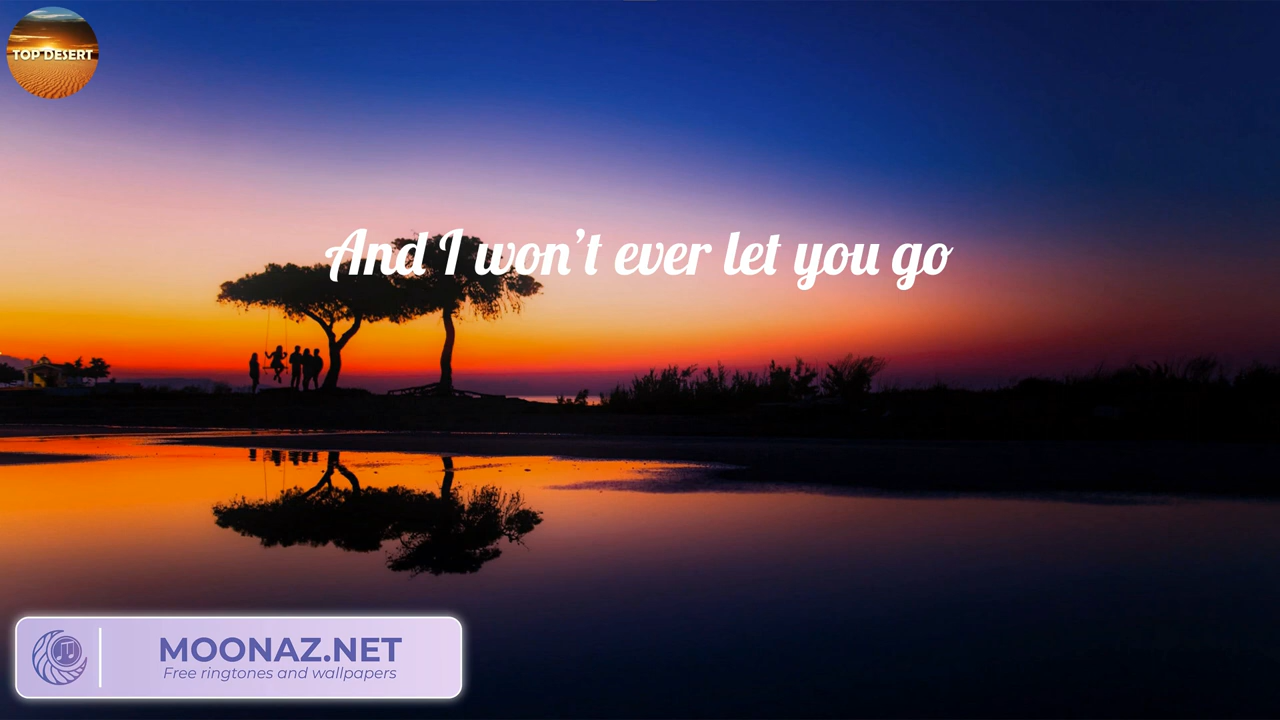 TOP DESERT
And I won't ever let you go
MOONAZ.NET
Free ringtones and wallpapers